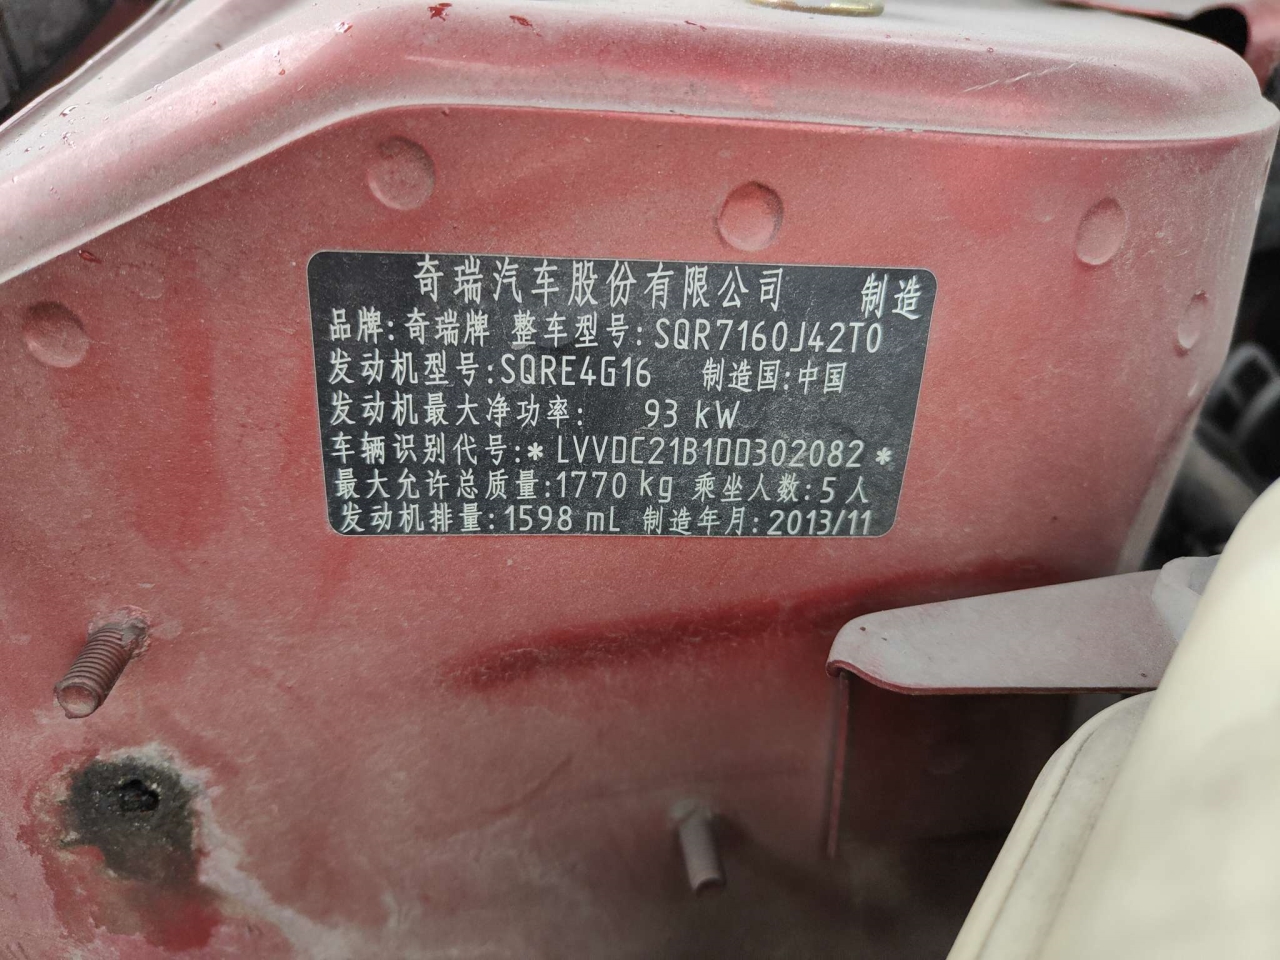 奇瑞汽车股份有限公司 制造
品牌:奇瑞牌 整车型号:SQR7160J42T0
发动机型号:SQRE4G16 制造国:中国
发动机最大净功率: 93 kW
车辆识别代号:* LVVDC21B1DD302082 *
最大允许总质量:1770 kg 乘坐人数:5人
发动机排量:1598 mL 制造年月:2013/11